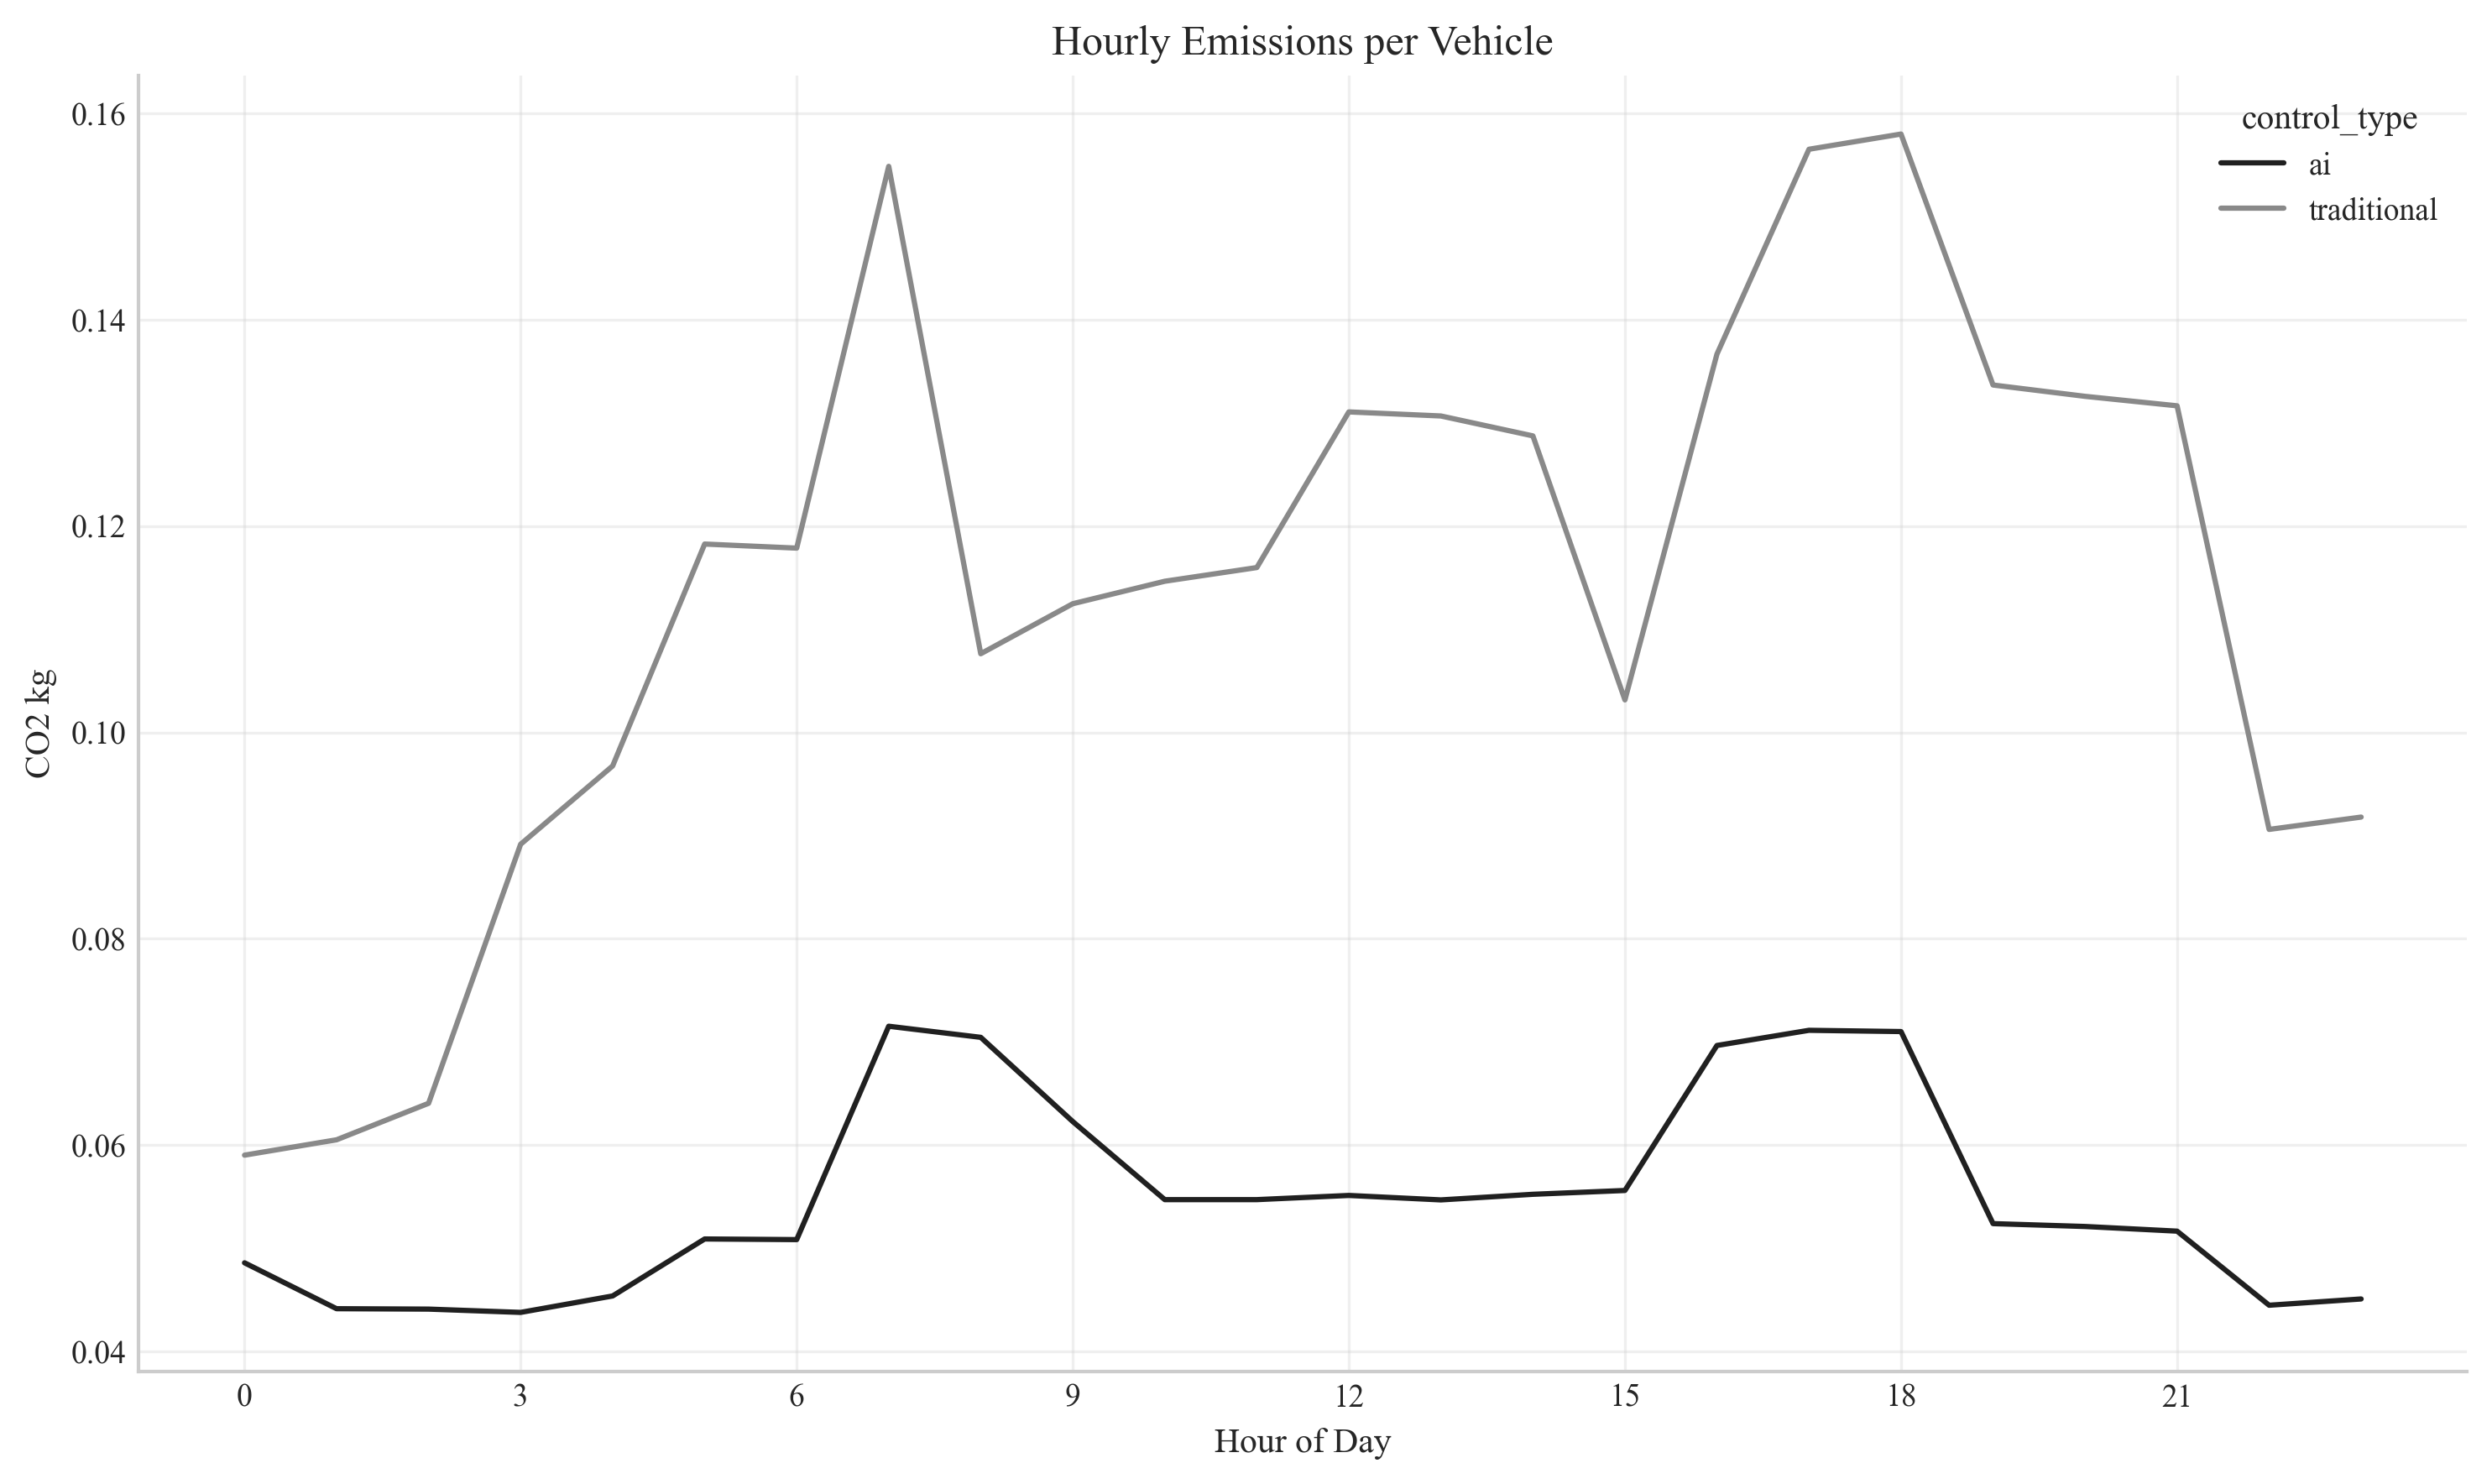 Hourly Emissions per Vehicle
control_type
ai
traditional
0.16
0.14
0.12
0.10
0.08
0.06
0.04
CO2 kg
0 3 6 9 12 15 18 21
Hour of Day